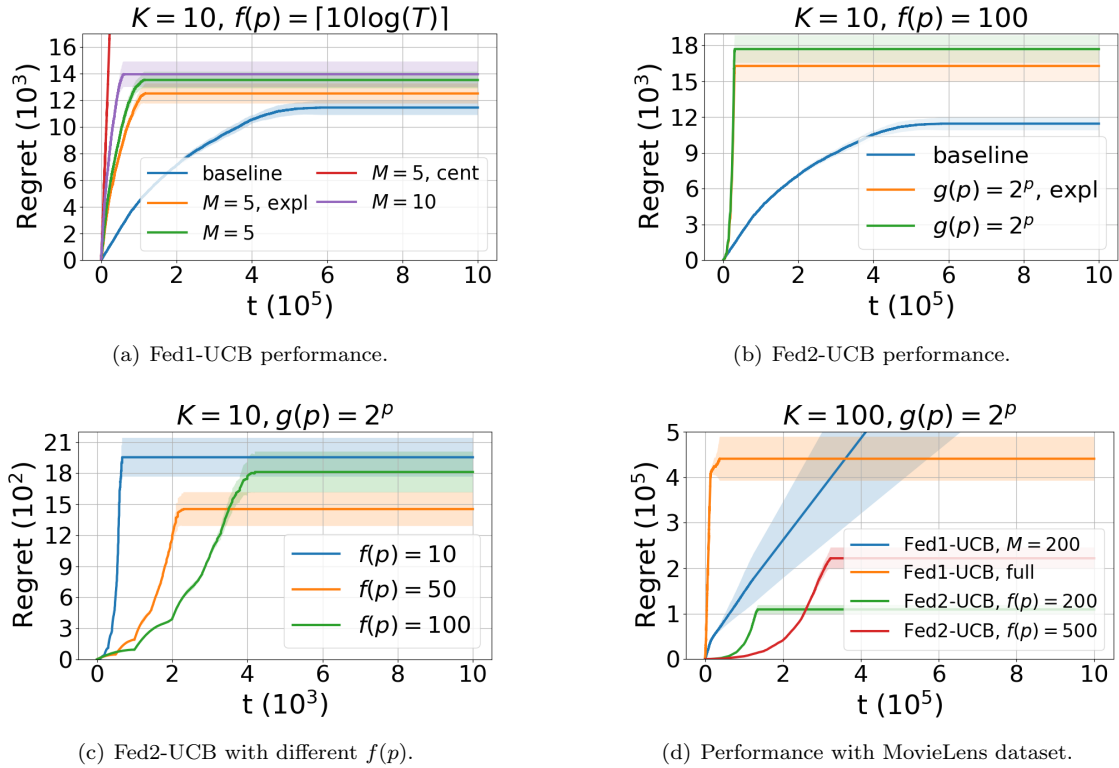 K = 10, f(p) = ⌈10log(T)⌉
16
14
12
10
8
6
4
2
0
Regret (10³)
baseline
M = 5, expl
M = 5
M = 5, cent
M = 10
0 2 4 6 8 10
t (10⁵)
(a) Fed1-UCB performance.
K = 10, f(p) = 100
18
15
12
9
6
3
0
Regret (10³)
baseline
g(p) = 2ᵖ, expl
g(p) = 2ᵖ
0 2 4 6 8 10
t (10⁵)
(b) Fed2-UCB performance.
K = 10, g(p) = 2ᵖ
21
18
15
12
9
6
3
0
Regret (10²)
f(p) = 10
f(p) = 50
f(p) = 100
0 2 4 6 8 10
t (10³)
(c) Fed2-UCB with different f(p).
K = 100, g(p) = 2ᵖ
5
4
3
2
1
0
Regret (10⁵)
Fed1-UCB, M = 200
Fed1-UCB, full
Fed2-UCB, f(p) = 200
Fed2-UCB, f(p) = 500
0 2 4 6 8 10
t (10⁵)
(d) Performance with MovieLens dataset.